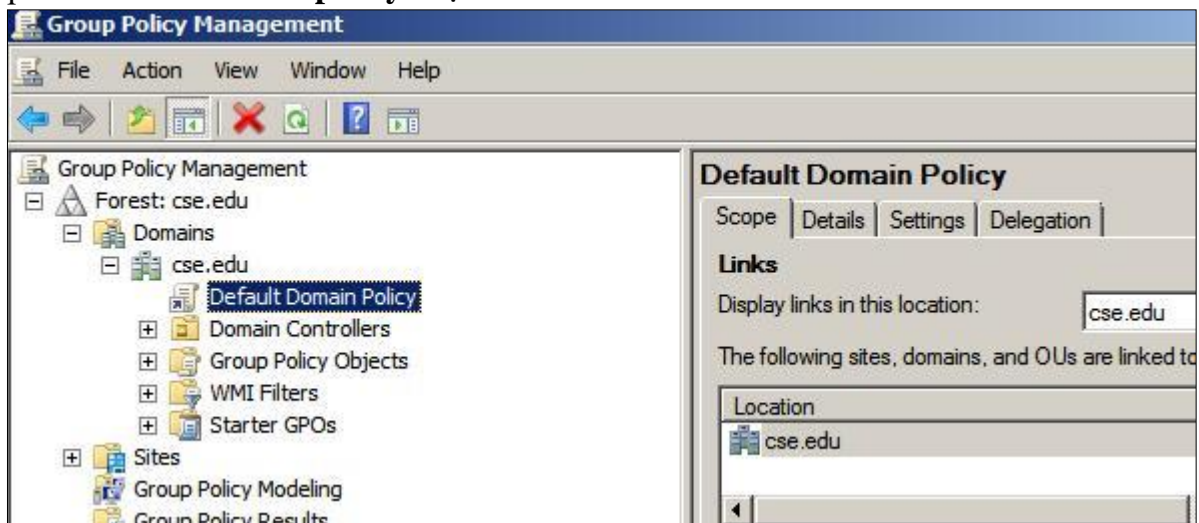 Group Policy Management
File Action View Window Help
Group Policy Management
Forest: cse.edu
Domains
cse.edu
Default Domain Policy
Domain Controllers
Group Policy Objects
WMI Filters
Starter GPOs
Sites
Group Policy Modeling
Group Policy Results
Default Domain Policy
Scope Details Settings Delegation
Links
Display links in this location: cse.edu
The following sites, domains, and OUs are linked to
Location
cse.edu